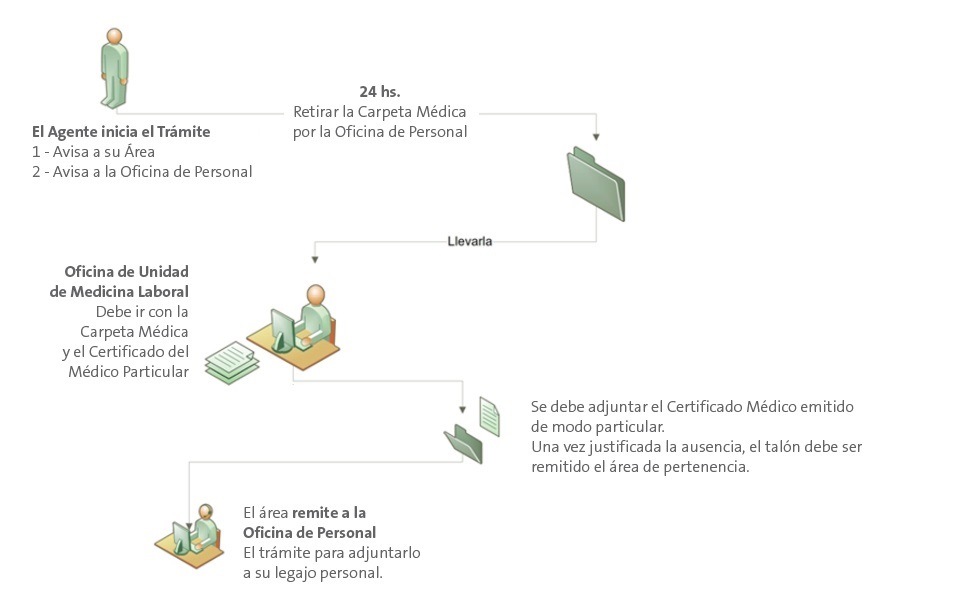 El Agente inicia el Trámite
1 - Avisa a su Área
2 - Avisa a la Oficina de Personal
24 hs.
Retirar la Carpeta Médica
por la Oficina de Personal
Llevarla
Oficina de Unidad
de Medicina Laboral
Debe ir con la
Carpeta Médica
y el Certificado del
Médico Particular
Se debe adjuntar el Certificado Médico emitido
de modo particular.
Una vez justificada la ausencia, el talón debe ser
remitido el área de pertenencia.
El área remite a la
Oficina de Personal
El trámite para adjuntarlo
a su legajo personal.